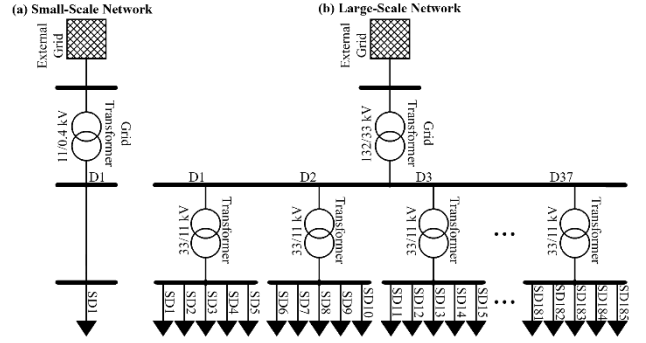 (a) Small-Scale Network
(b) Large-Scale Network
External
Grid
External
Grid
Grid
Transformer
11/0.4 kV
Grid
Transformer
132/33 kV
D1
D1
D2
D3
D37
Transformer
33/11 kV
Transformer
33/11 kV
Transformer
33/11 kV
...
Transformer
33/11 kV
SD1
SD1
SD2
SD3
SD4
SD5
SD6
SD7
SD8
SD9
SD10
SD11
SD12
SD13
SD14
SD15
...
SD181
SD182
SD183
SD184
SD185